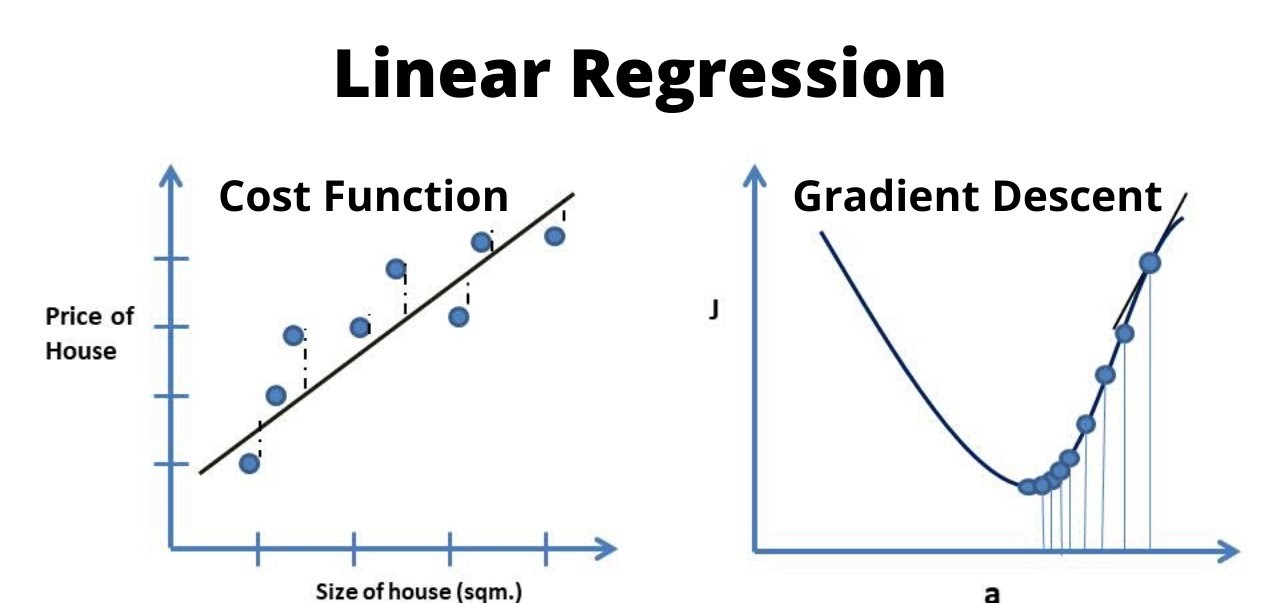 Linear Regression
Cost Function
Price of
House
Size of house (sqm.)
Gradient Descent
J
a